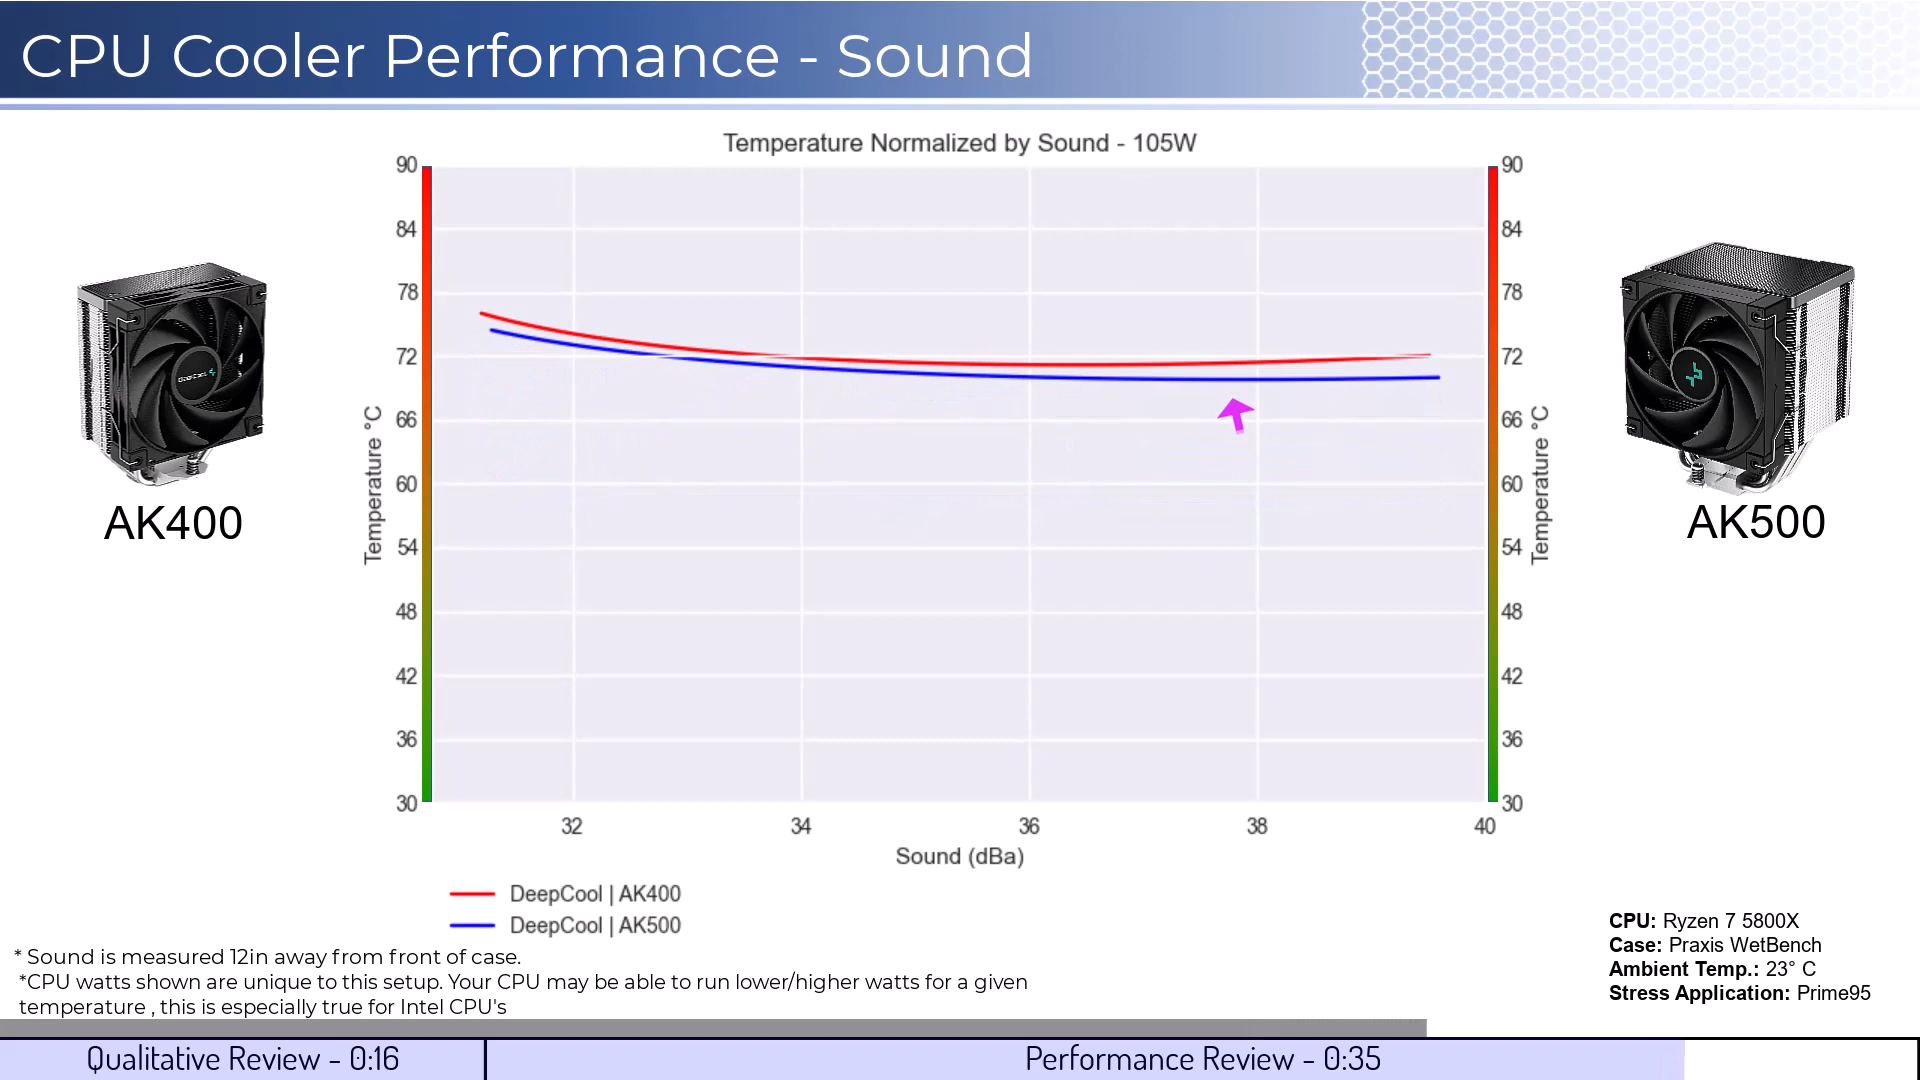 CPU Cooler Performance - Sound
Temperature Normalized by Sound - 105W
90
84
78
72
66
60
54
48
42
36
30
Temperature °C
90
84
78
72
66
60
54
48
42
36
30
Temperature °C
32 34 36 38 40
Sound (dBa)
AK400
AK500
DeepCool | AK400
DeepCool | AK500
* Sound is measured 12in away from front of case.
*CPU watts shown are unique to this setup. Your CPU may be able to run lower/higher watts for a given
temperature , this is especially true for Intel CPU's
CPU: Ryzen 7 5800X
Case: Praxis WetBench
Ambient Temp.: 23° C
Stress Application: Prime95
Qualitative Review - 0:16
Performance Review - 0:35